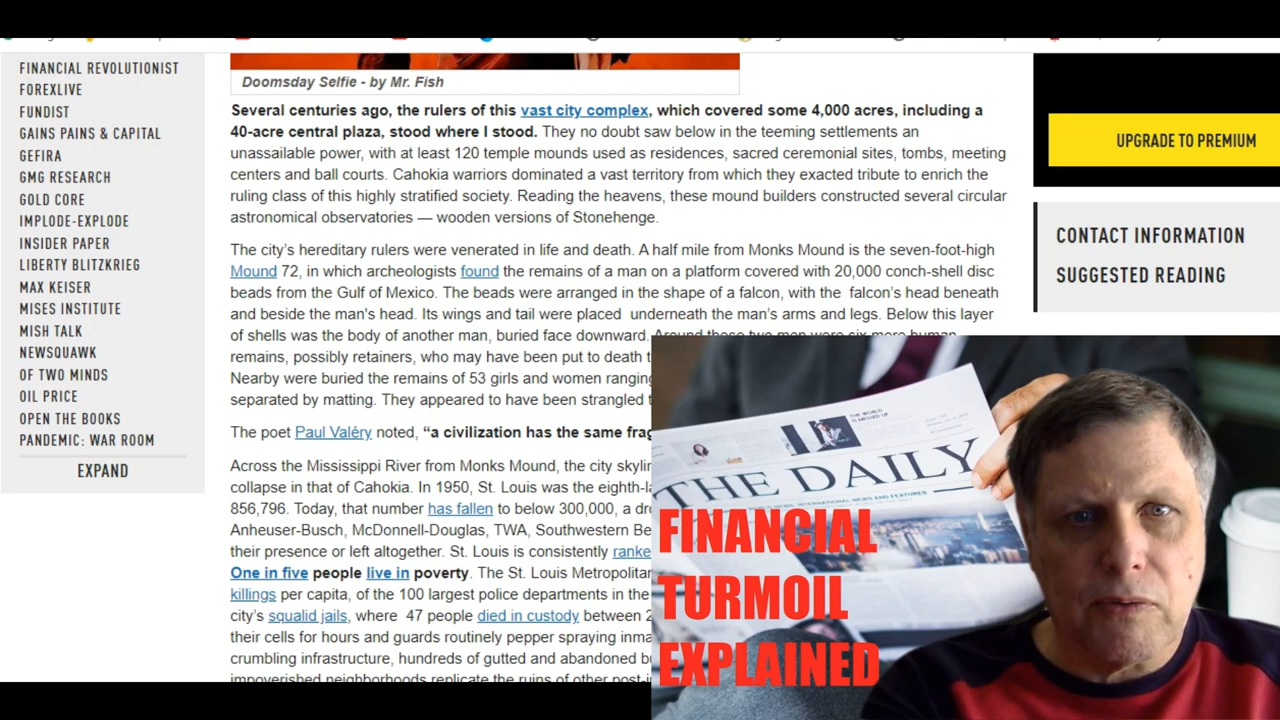 FINANCIAL REVOLUTIONIST
FOREXLIVE
FUNDIST
GAINS PAINS & CAPITAL
GEFIRA
GMG RESEARCH
GOLD CORE
IMPLODE-EXPLODE
INSIDER PAPER
LIBERTY BLITZKRIEG
MAX KEISER
MISES INSTITUTE
MISH TALK
NEWSQUAWK
OF TWO MINDS
OIL PRICE
OPEN THE BOOKS
PANDEMIC: WAR ROOM
EXPAND
Doomsday Selfie - by Mr. Fish
Several centuries ago, the rulers of this vast city complex, which covered some 4,000 acres, including a
40-acre central plaza, stood where I stood. They no doubt saw below in the teeming settlements an
unassailable power, with at least 120 temple mounds used as residences, sacred ceremonial sites, tombs, meeting
centers and ball courts. Cahokia warriors dominated a vast territory from which they exacted tribute to enrich the
ruling class of this highly stratified society. Reading the heavens, these mound builders constructed several circular
astronomical observatories — wooden versions of Stonehenge.
The city's hereditary rulers were venerated in life and death. A half mile from Monks Mound is the seven-foot-high
Mound 72, in which archeologists found the remains of a man on a platform covered with 20,000 conch-shell disc
beads from the Gulf of Mexico. The beads were arranged in the shape of a falcon, with the falcon's head beneath
and beside the man's head. Its wings and tail were placed underneath the man's arms and legs. Below this layer
of shells was the body of another man, buried face downward. Around these two men were six more human
remains, possibly retainers, who may have been put to death
Nearby were buried the remains of 53 girls and women ranging
separated by matting. They appeared to have been strangled
The poet Paul Valéry noted, "a civilization has the same
Across the Mississippi River from Monks Mound, the city
collapse in that of Cahokia. In 1950, St. Louis was the
856,796. Today, that number has fallen to below 300,000, a
Anheuser-Busch, McDonnell-Douglas, TWA, Southwestern
their presence or left altogether. St. Louis is consistently
One in five people live in poverty. The St. Louis
killings per capita, of the 100 largest police departments in the
city's squalid jails, where 47 people died in custody between
their cells for hours and guards routinely pepper spraying
crumbling infrastructure, hundreds of gutted and abandoned
impoverished neighborhoods replicate the ruins of other
UPGRADE TO PREMIUM
CONTACT INFORMATION
SUGGESTED READING
THE WORLD
IS MESSED UP
THE DAILY
FINANCIAL
TURMOIL
EXPLAINED